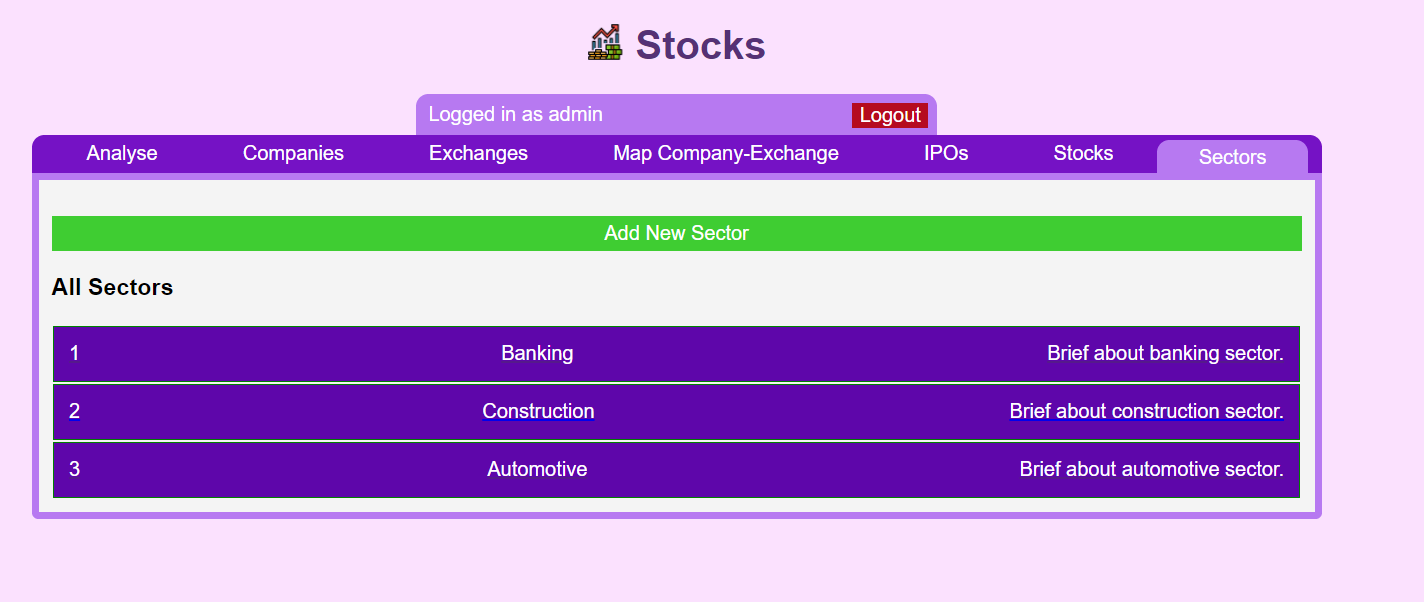 Stocks
Logged in as admin Logout
Analyse Companies Exchanges Map Company-Exchange IPOs Stocks Sectors
Add New Sector
All Sectors
1 Banking Brief about banking sector.
2 Construction Brief about construction sector.
3 Automotive Brief about automotive sector.